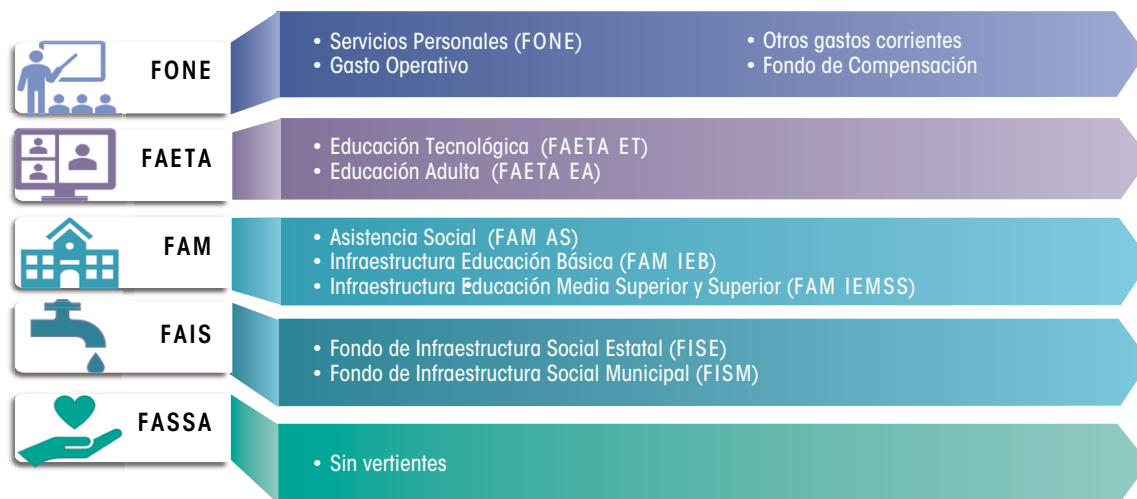 FONE
• Servicios Personales (FONE)
• Gasto Operativo
• Otros gastos corrientes
• Fondo de Compensación
FAETA
• Educación Tecnológica (FAETA ET)
• Educación Adulta (FAETA EA)
FAM
• Asistencia Social (FAM AS)
• Infraestructura Educación Básica (FAM IEB)
• Infraestructura Educación Media Superior y Superior (FAM IEMSS)
FAIS
• Fondo de Infraestructura Social Estatal (FISE)
• Fondo de Infraestructura Social Municipal (FISM)
FASSA
• Sin vertientes